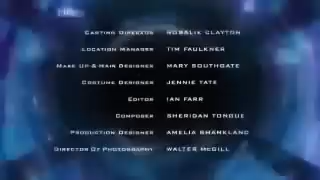 Casting Director Rosalie Clayton
Location Manager Tim Faulkner
Make Up & Hair Designer Mary Southgate
Costume Designer Jennie Tate
Editor Ian Farr
Composer Sheridan Tongue
Production Designer Amelia Shankland
Director Of Photography Walter McGill